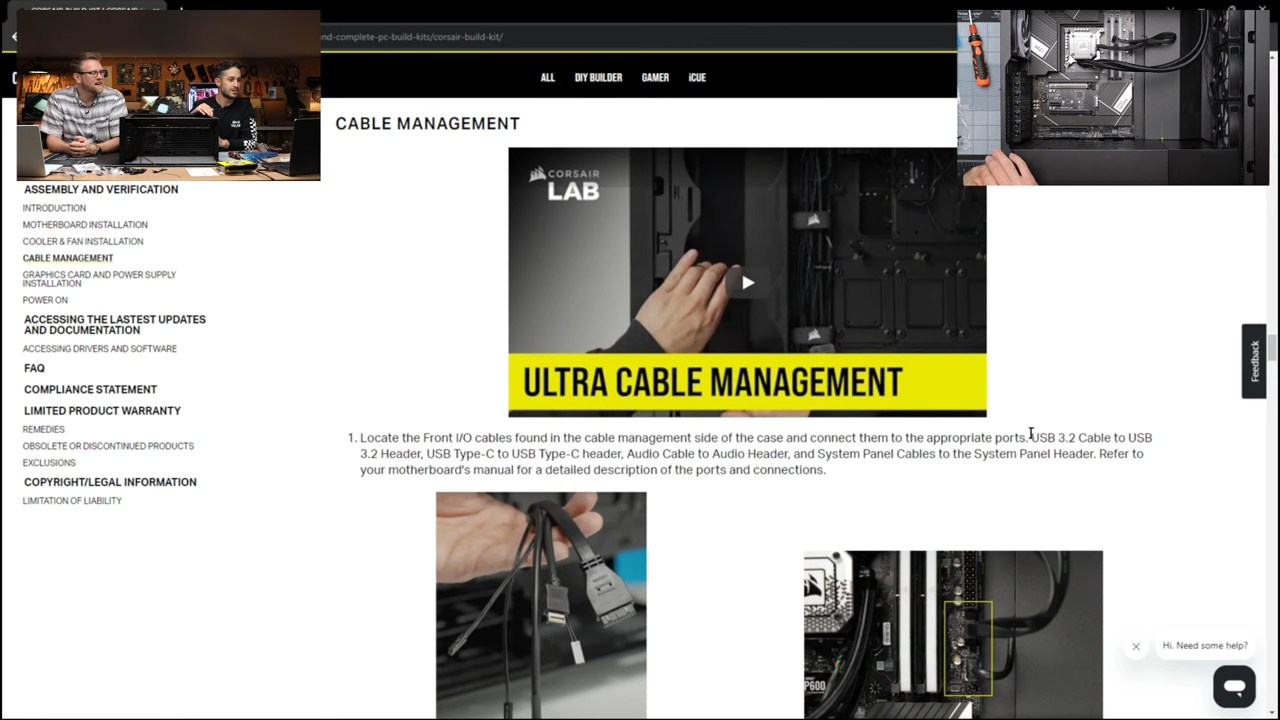 nd-complete-pc-build-kits/corsair-build-kit/
ALL
DIY BUILDER
GAMER
iCUE
CABLE MANAGEMENT
ASSEMBLY AND VERIFICATION
INTRODUCTION
MOTHERBOARD INSTALLATION
COOLER & FAN INSTALLATION
CABLE MANAGEMENT
GRAPHICS CARD AND POWER SUPPLY
INSTALLATION
POWER ON
ACCESSING THE LASTEST UPDATES
AND DOCUMENTATION
ACCESSING DRIVERS AND SOFTWARE
FAQ
COMPLIANCE STATEMENT
LIMITED PRODUCT WARRANTY
REMEDIES
OBSOLETE OR DISCONTINUED PRODUCTS
EXCLUSIONS
COPYRIGHT/LEGAL INFORMATION
LIMITATION OF LIABILITY
CORSAIR
LAB
ULTRA CABLE MANAGEMENT
1. Locate the Front I/O cables found in the cable management side of the case and connect them to the appropriate ports. USB 3.2 Cable to USB
3.2 Header, USB Type-C to USB Type-C header, Audio Cable to Audio Header, and System Panel Cables to the System Panel Header. Refer to
your motherboard's manual for a detailed description of the ports and connections.
P600
Feedback
Hi. Need some help?